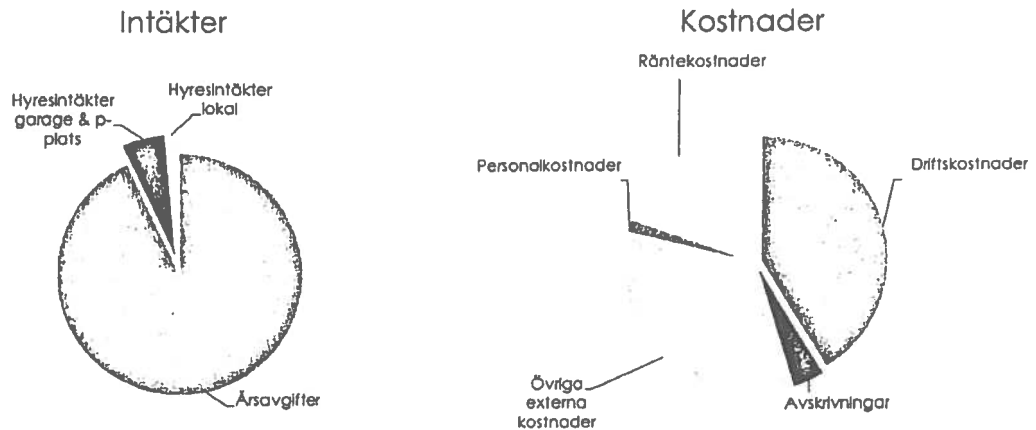 Intäkter
Hyresintäkter
garage & p-
plats
Hyresintäkter
lokal
Årsavgifter
Kostnader
Räntekostnader
Personalkostnader
Driftskostnader
Övriga
externa
kostnader
Avskrivningar